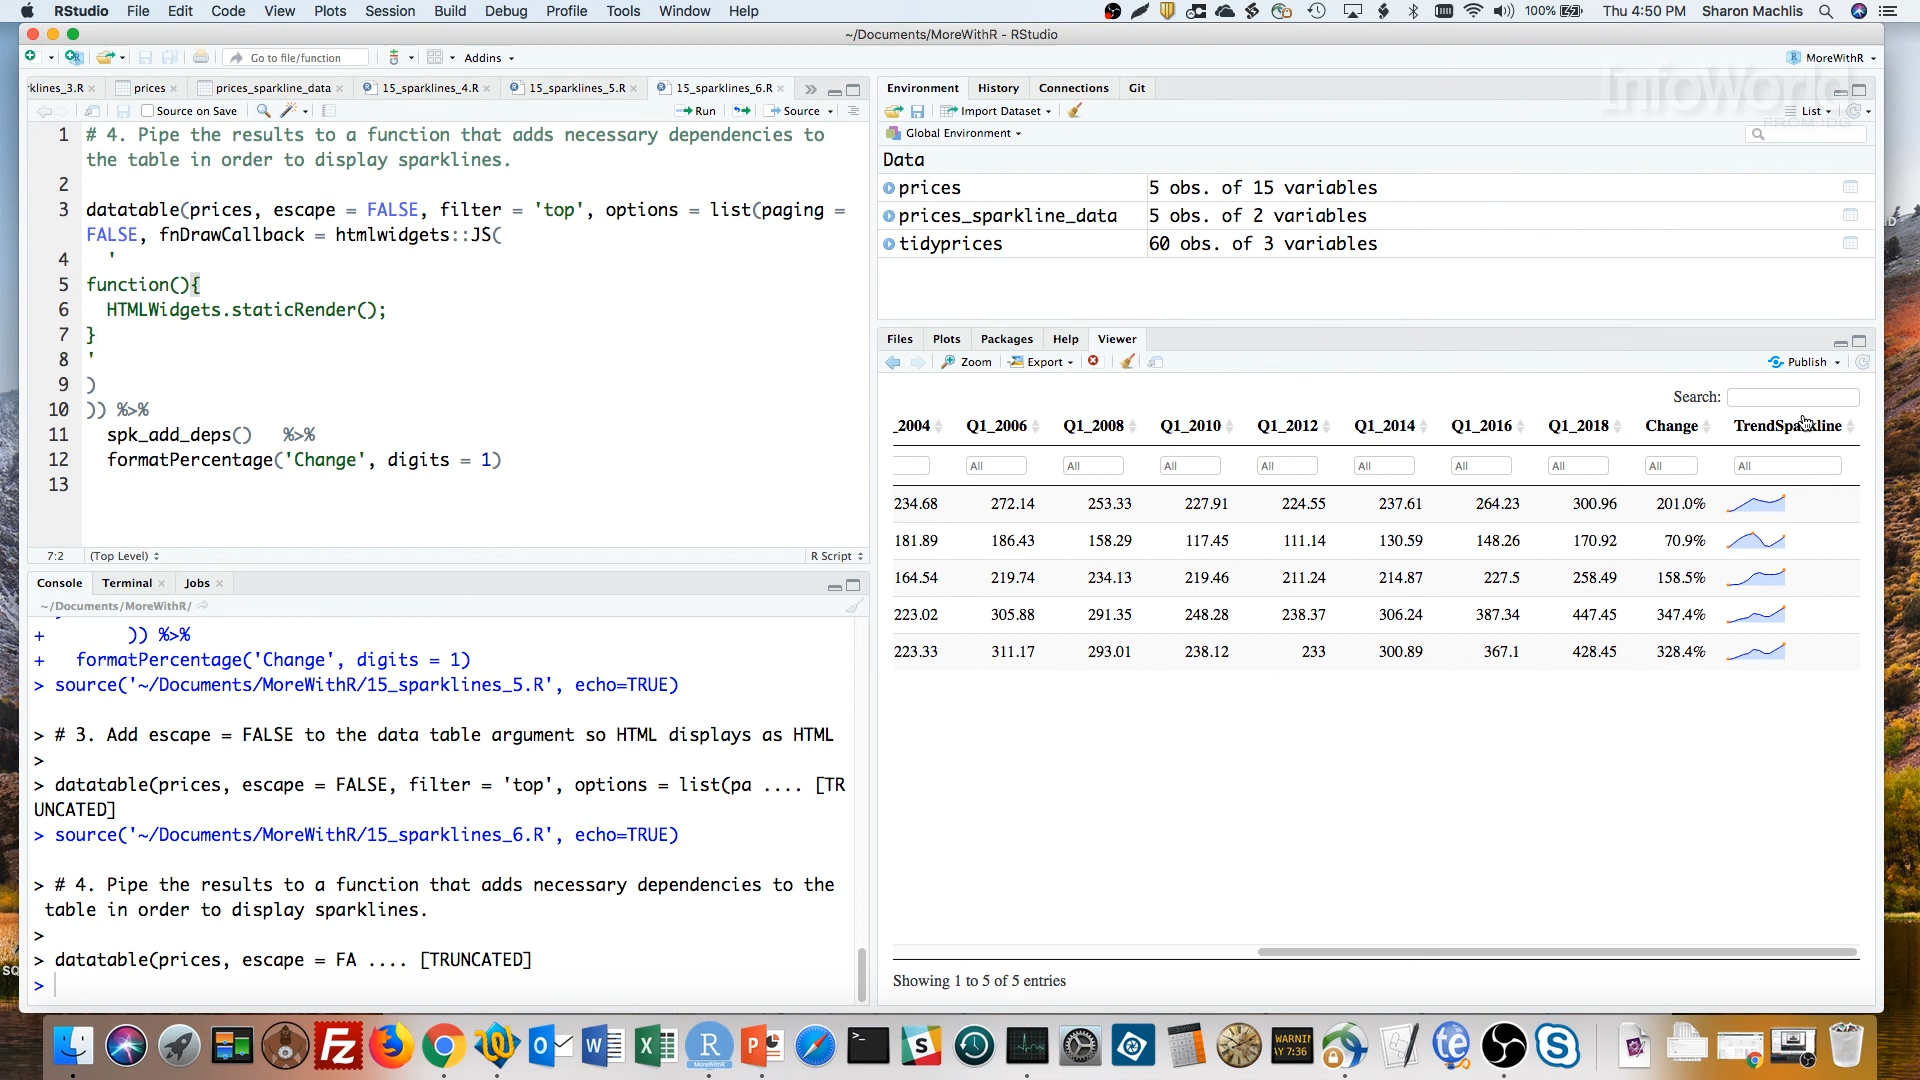 RStudio File Edit Code View Plots Session Build Debug Profile Tools Window Help 100% Thu 4:50 PM Sharon Machlis
~/Documents/MoreWithR - RStudio
Go to file/function Addins MoreWithR
InfoWorld
FROM IDG
klines_3.R prices prices_sparkline_data 15_sparklines_4.R 15_sparklines_5.R 15_sparklines_6.R
Source on Save Run Source
1 # 4. Pipe the results to a function that adds necessary dependencies to
the table in order to display sparklines.
2
3 datatable(prices, escape = FALSE, filter = 'top', options = list(paging =
FALSE, fnDrawCallback = htmlwidgets::JS(
4 '
5 function(){
6 HTMLWidgets.staticRender();
7 }
8 '
9 )
10 )) %>%
11 spk_add_deps() %>%
12 formatPercentage('Change', digits = 1)
13
7:2 (Top Level) R Script
Console Terminal Jobs
~/Documents/MoreWithR/
+ )) %>%
+ formatPercentage('Change', digits = 1)
> source('~/Documents/MoreWithR/15_sparklines_5.R', echo=TRUE)
> # 3. Add escape = FALSE to the data table argument so HTML displays as HTML
>
> datatable(prices, escape = FALSE, filter = 'top', options = list(pa .... [TR
UNCATED]
> source('~/Documents/MoreWithR/15_sparklines_6.R', echo=TRUE)
> # 4. Pipe the results to a function that adds necessary dependencies to the
table in order to display sparklines.
>
> datatable(prices, escape = FA .... [TRUNCATED]
>
Environment History Connections Git
Import Dataset List
Global Environment
Data
prices 5 obs. of 15 variables
prices_sparkline_data 5 obs. of 2 variables
tidyprices 60 obs. of 3 variables
Files Plots Packages Help Viewer
Zoom Export Publish
Search:
_2004 Q1_2006 Q1_2008 Q1_2010 Q1_2012 Q1_2014 Q1_2016 Q1_2018 Change TrendSparkline
All All All All All All All All All
234.68 272.14 253.33 227.91 224.55 237.61 264.23 300.96 201.0%
181.89 186.43 158.29 117.45 111.14 130.59 148.26 170.92 70.9%
164.54 219.74 234.13 219.46 211.24 214.87 227.5 258.49 158.5%
223.02 305.88 291.35 248.28 238.37 306.24 387.34 447.45 347.4%
223.33 311.17 293.01 238.12 233 300.89 367.1 428.45 328.4%
Showing 1 to 5 of 5 entries
WARNIN
AY 7:36
MoreWithR